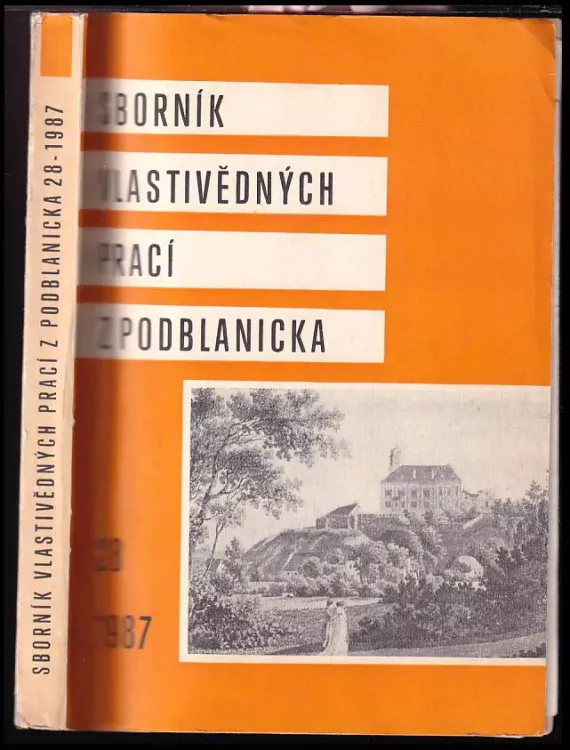 SBORNÍK VLASTIVĚDNÝCH PRACÍ Z PODBLANICKA 28-1987
SBORNÍK
VLASTIVĚDNÝCH
PRACÍ
Z PODBLANICKA
28
1987